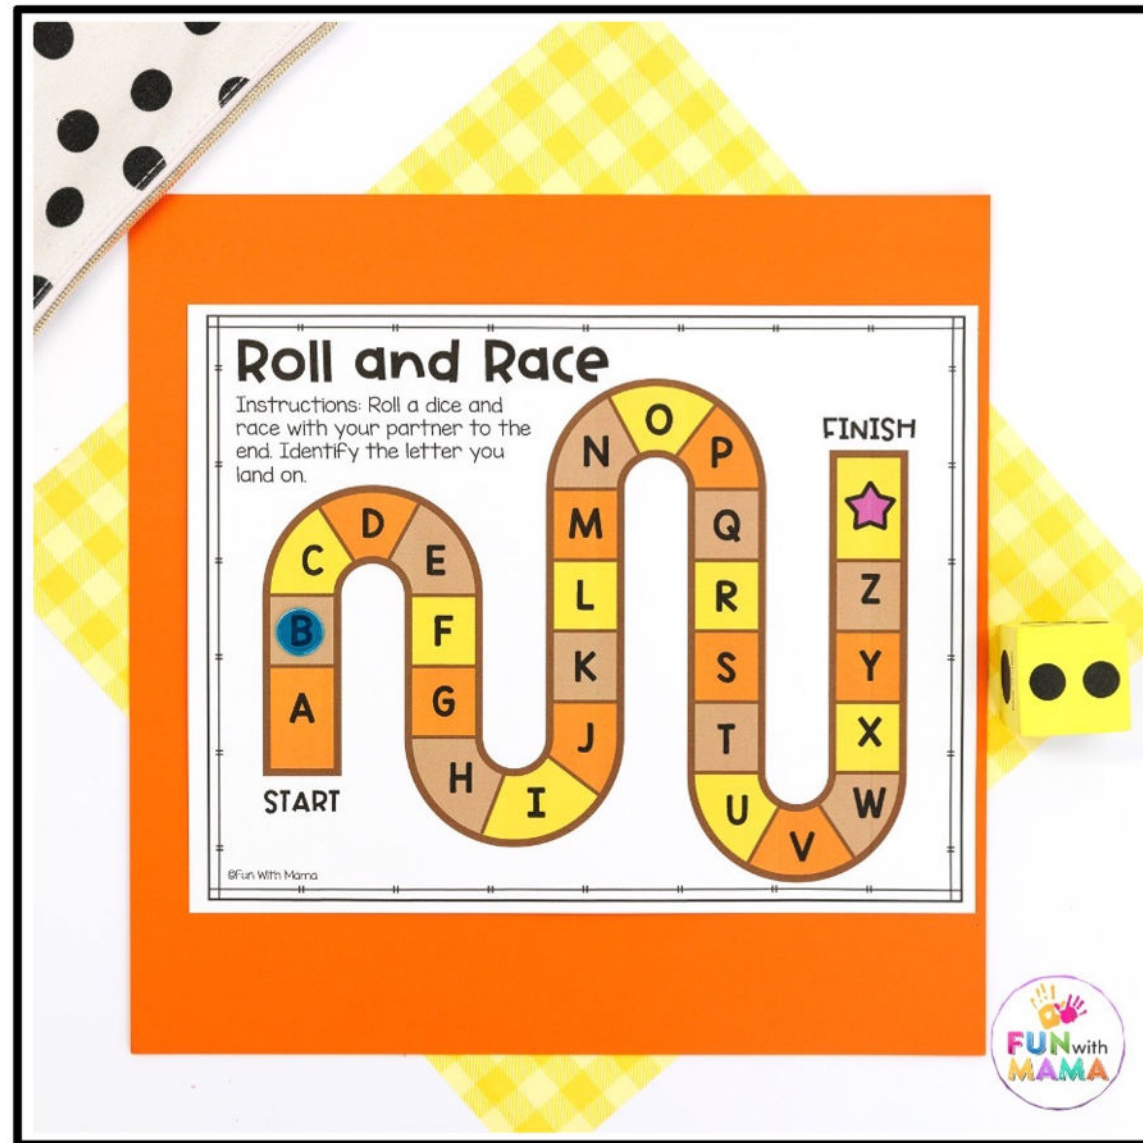 Roll and Race
Instructions: Roll a dice and
race with your partner to the
end. Identify the letter you
land on.
START
A
B
C
D
E
F
G
H
I
J
K
L
M
N
O
P
Q
R
S
T
U
V
W
X
Y
Z
FINISH
©Fun With Mama
FUN with
MAMA